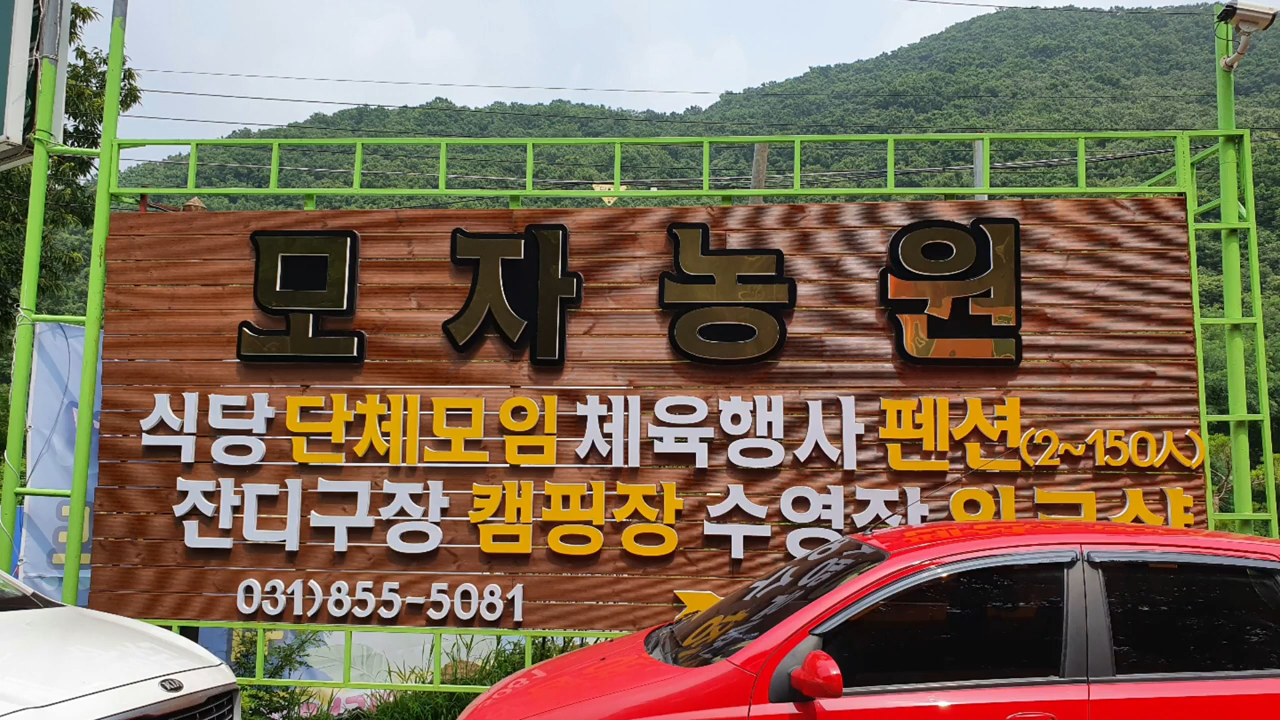 모자농원
식당 단체모임 체육행사 펜션(2~150人)
잔디구장 캠핑장 수영장
031)855-5081
KIA